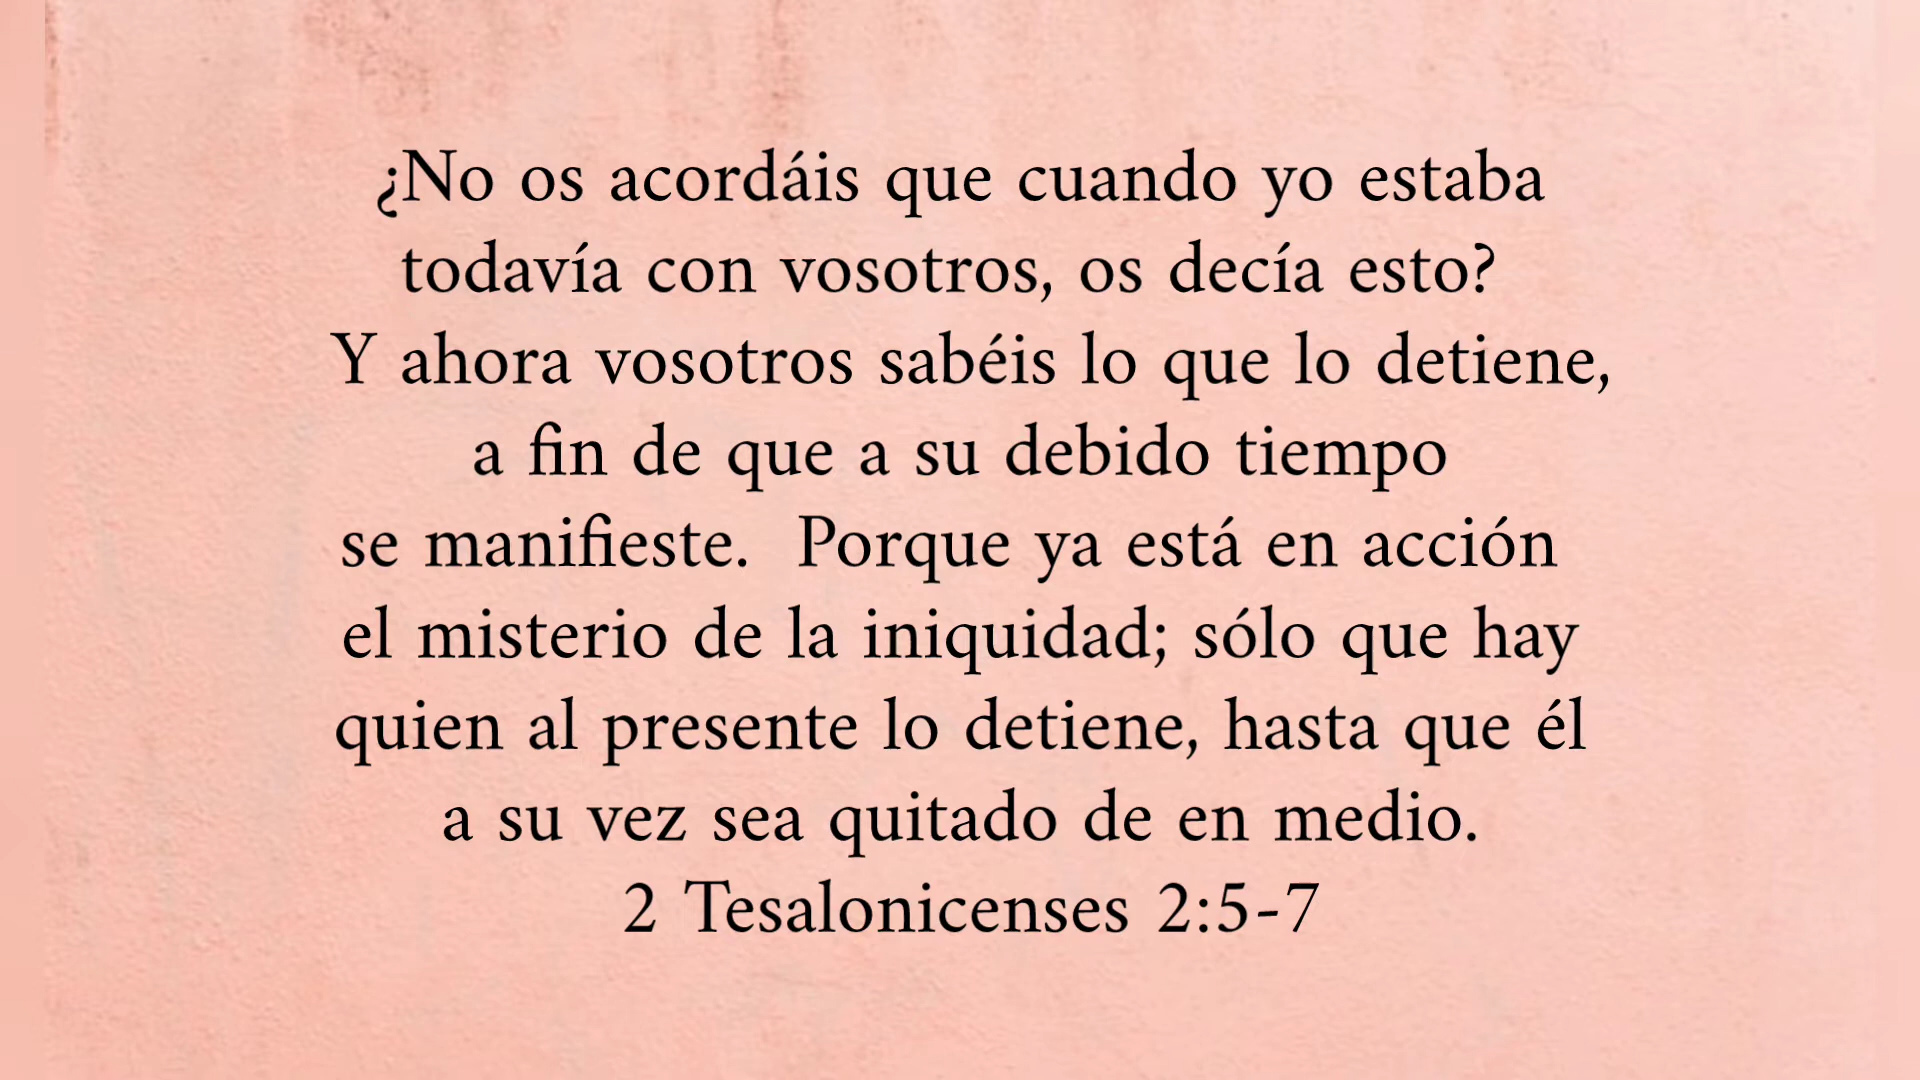 ¿No os acordáis que cuando yo estaba
todavía con vosotros, os decía esto?
Y ahora vosotros sabéis lo que lo detiene,
a fin de que a su debido tiempo
se manifieste.  Porque ya está en acción
el misterio de la iniquidad; sólo que hay
quien al presente lo detiene, hasta que él
a su vez sea quitado de en medio.
2 Tesalonicenses 2:5-7